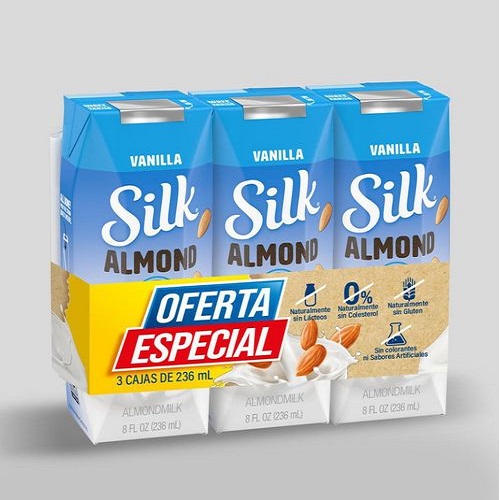 VANILLA
Silk
ALMOND
VANILLA
Silk
ALMOND
VANILLA
Silk
ALMOND
OFERTA
ESPECIAL
3 CAJAS DE 236 mL
Naturalmente
sin Lácteos
0%
Naturalmente
sin Colesterol
Naturalmente
sin Gluten
Sin colorantes
ni Sabores Artificiales
ALMONDMILK
8 FL OZ (236 mL)
ALMONDMILK
8 FL OZ (236 mL)
ALMONDMILK
8 FL OZ (236 mL)